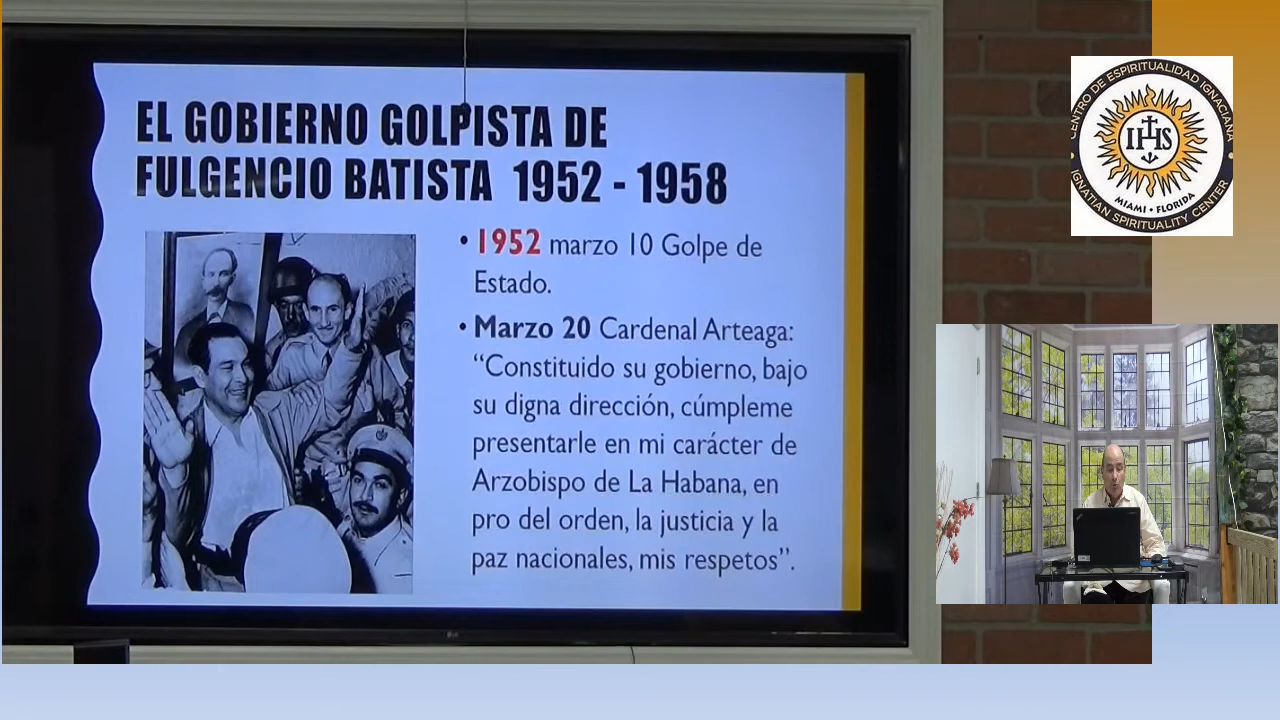 EL GOBIERNO GOLPISTA DE
FULGENCIO BATISTA 1952 - 1958
• 1952 marzo 10 Golpe de
Estado.
• Marzo 20 Cardenal Arteaga:
“Constituido su gobierno, bajo
su digna dirección, cúmpleme
presentarle en mi carácter de
Arzobispo de La Habana, en
pro del orden, la justicia y la
paz nacionales, mis respetos”.
CENTRO DE ESPIRITUALIDAD IGNACIANA
IHS
MIAMI • FLORIDA
IGNATIAN SPIRITUALITY CENTER
LG